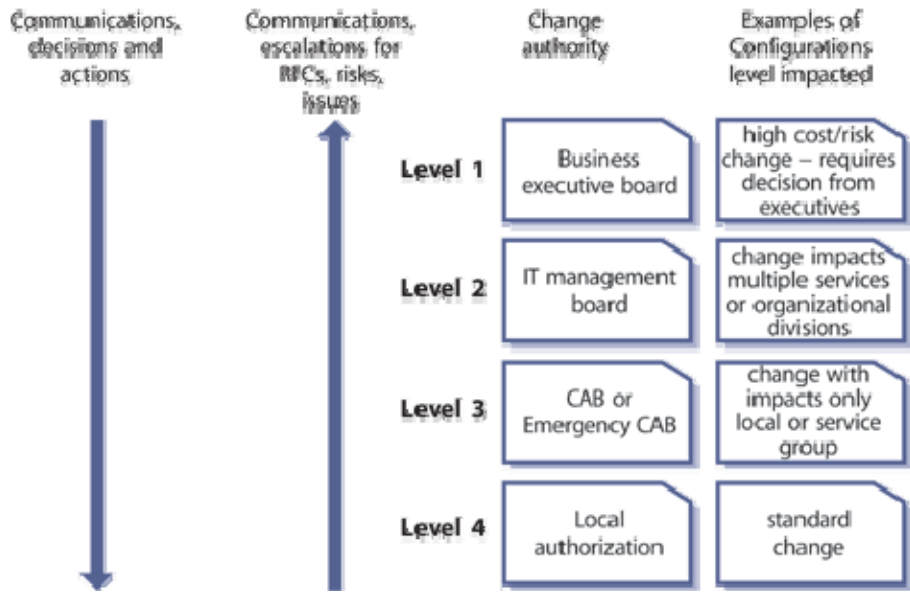 Communications,
decisions and
actions
Communications,
escalations for
RFCs, risks,
issues
Change
authority
Examples of
Configurations
level impacted
Level 1
Business
executive board
high cost/risk
change – requires
decision from
executives
Level 2
IT management
board
change impacts
multiple services
or organizational
divisions
Level 3
CAB or
Emergency CAB
change with
impacts only
local or service
group
Level 4
Local
authorization
standard
change